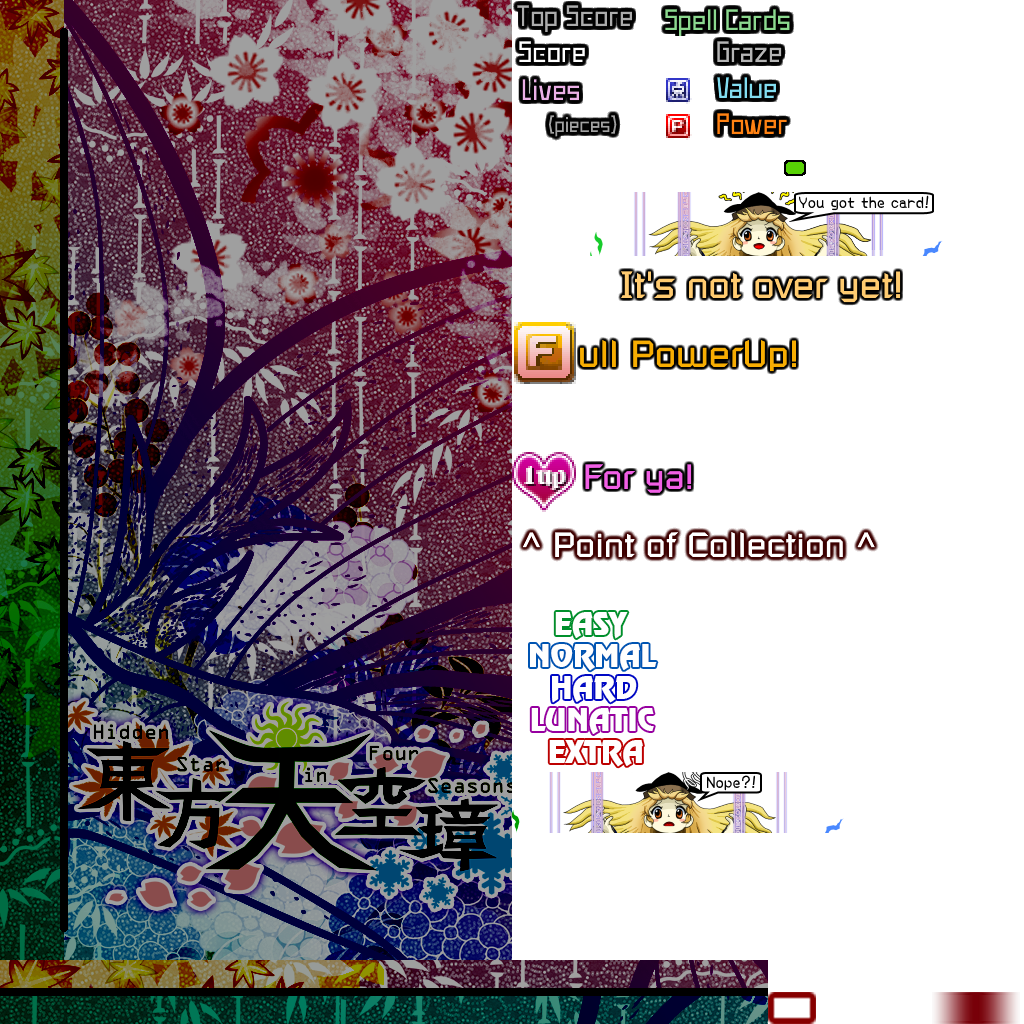 Top Score
Spell Cards
Score
Graze
Lives
Value
(pieces)
P
Power
You got the card!
It's not over yet!
Full PowerUp!
1up For ya!
^ Point of Collection ^
EASY
NORMAL
HARD
LUNATIC
EXTRA
Nope?!
Hidden
Star
in
Four
Seasons
東方天空璋